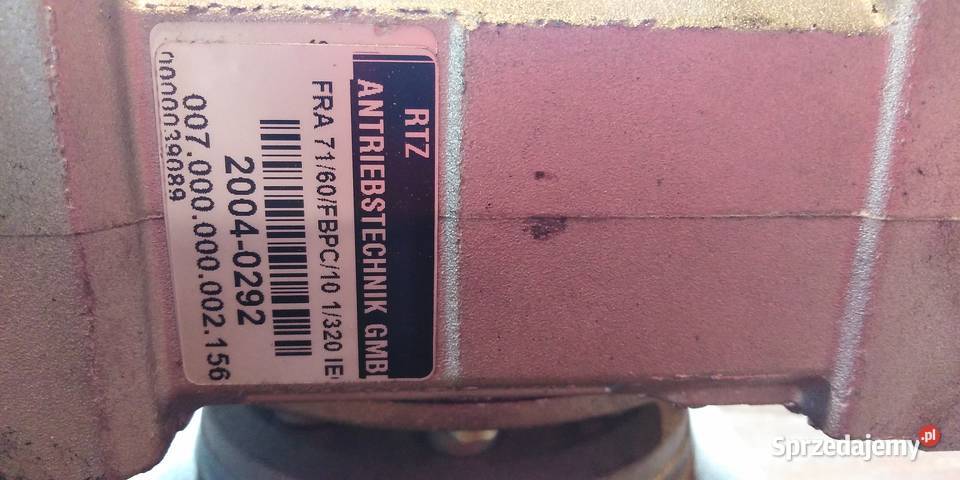 RTZ
ANTRIEBSTECHNIK GMB
FRA 71/60/FBPC/10 1/320 IE
2004-0292
007.000.000.002.156
0000039089
Sprzedajemy.pl